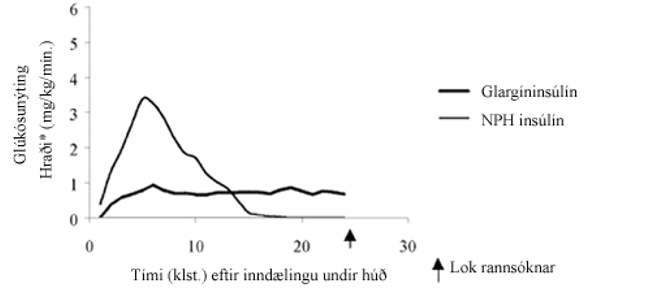 Glúkósunýting
Hraði* (mg/kg/mín.)
6
5
4
3
2
1
0
0
10
20
30
Tími (klst.) eftir inndælingu undir húð
Glargíninsúlín
NPH insúlín
Lok rannsóknar